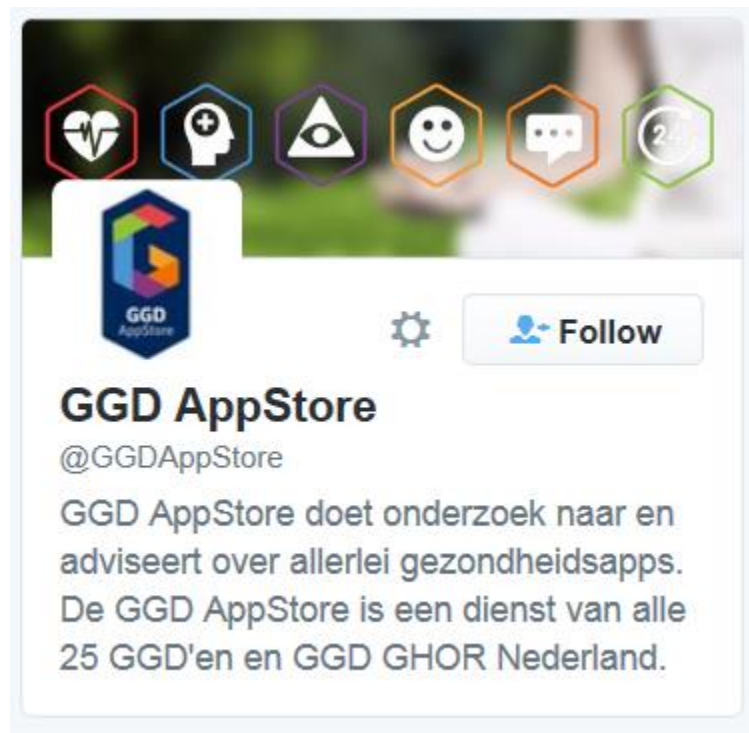 24
GGD
AppStore
Follow
GGD AppStore
@GGDAppStore
GGD AppStore doet onderzoek naar en
adviseert over allerlei gezondheidsapps.
De GGD AppStore is een dienst van alle
25 GGD'en en GGD GHOR Nederland.